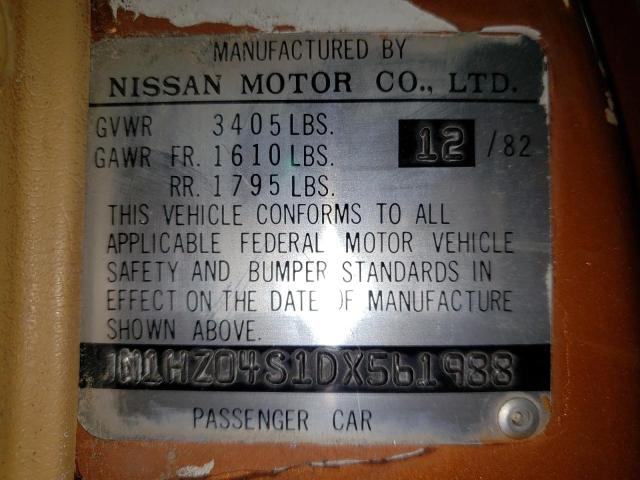 MANUFACTURED BY
NISSAN MOTOR CO., LTD.
GVWR 3405 LBS.
12 /82
GAWR FR. 1610 LBS.
RR. 1795 LBS.
THIS VEHICLE CONFORMS TO ALL
APPLICABLE FEDERAL MOTOR VEHICLE
SAFETY AND BUMPER STANDARDS IN
EFFECT ON THE DATE OF MANUFACTURE
SHOWN ABOVE.
JN1HZ04S1DX561988
PASSENGER CAR